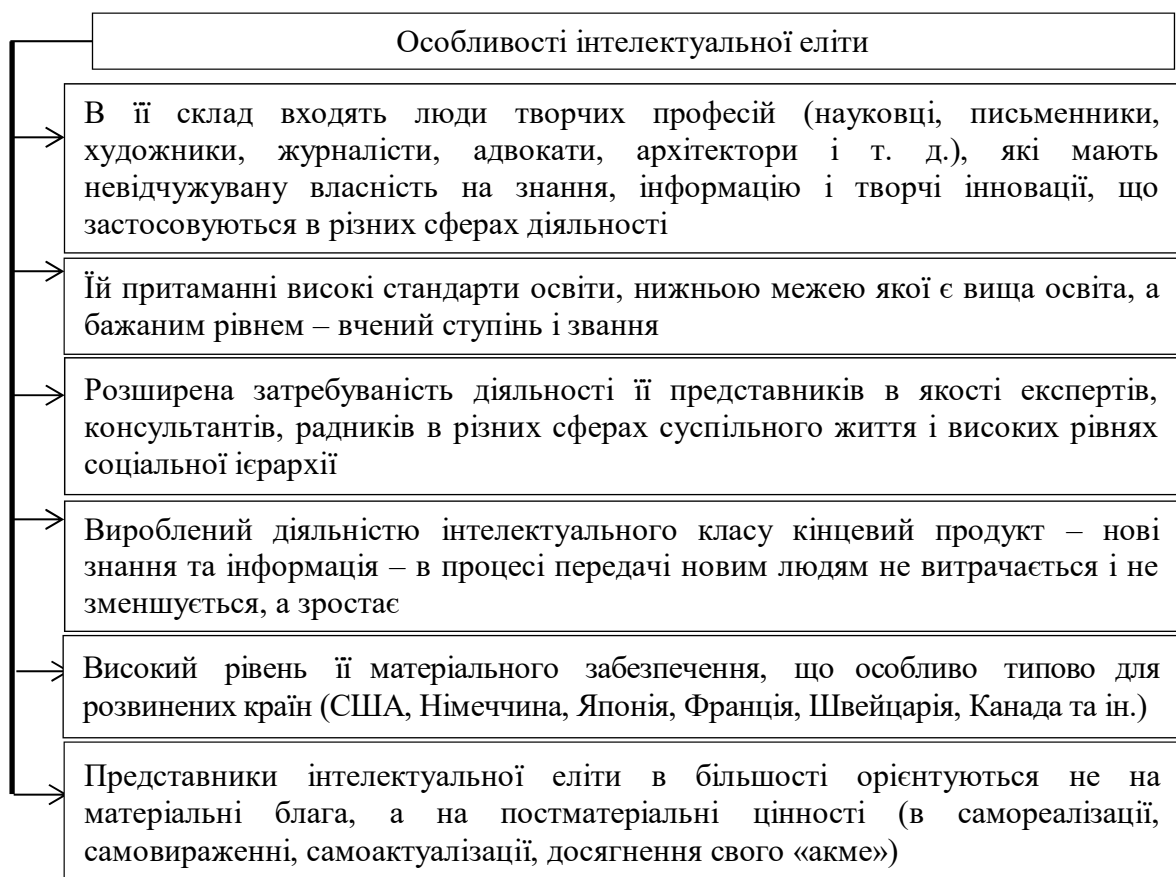 Особливості інтелектуальної еліти
В її склад входять люди творчих професій (науковці, письменники,
художники, журналісти, адвокати, архітектори і т. д.), які мають
невідчужувану власність на знання, інформацію і творчі інновації, що
застосовуються в різних сферах діяльності
Їй притаманні високі стандарти освіти, нижньою межею якої є вища освіта, а
бажаним рівнем – вчений ступінь і звання
Розширена затребуваність діяльності її представників в якості експертів,
консультантів, радників в різних сферах суспільного життя і високих рівнях
соціальної ієрархії
Вироблений діяльністю інтелектуального класу кінцевий продукт – нові
знання та інформація – в процесі передачі новим людям не витрачається і не
зменшується, а зростає
Високий рівень її матеріального забезпечення, що особливо типово для
розвинених країн (США, Німеччина, Японія, Франція, Швейцарія, Канада та ін.)
Представники інтелектуальної еліти в більшості орієнтуються не на
матеріальні блага, а на постматеріальні цінності (в самореалізації,
самовираженні, самоактуалізації, досягнення свого «акме»)